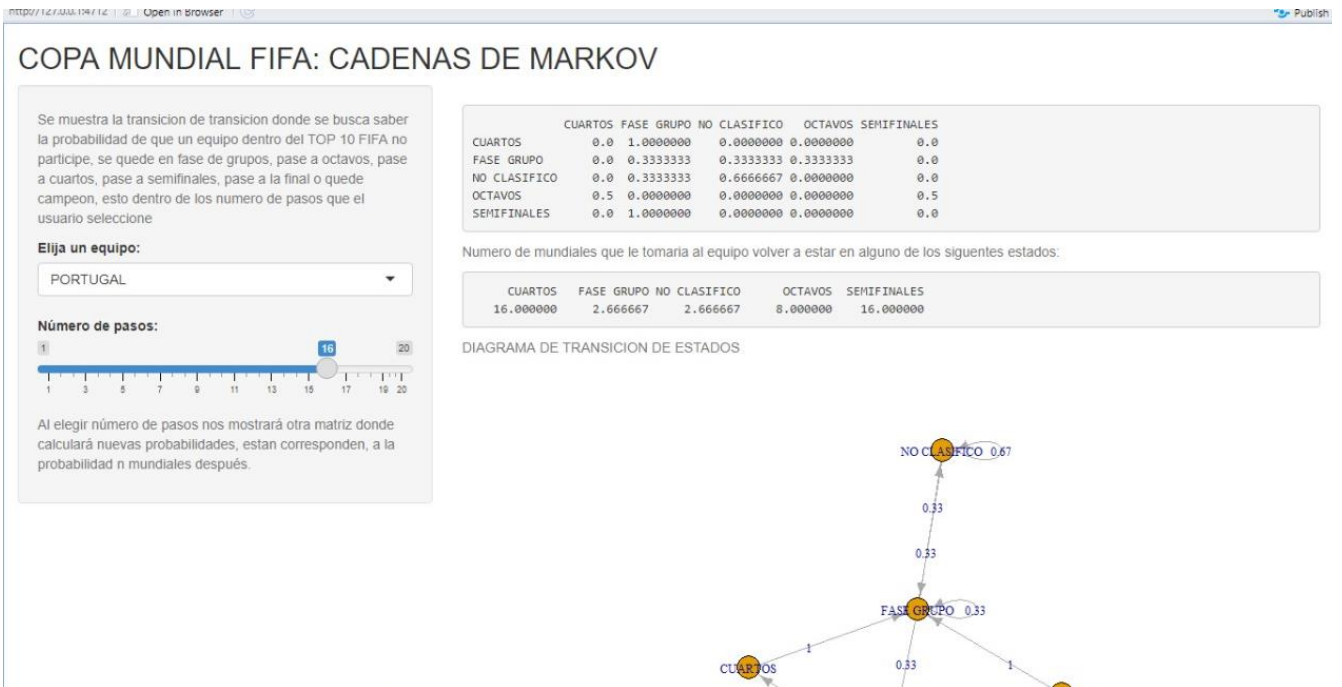 http://127.0.0.1:4712 Open in Browser Publish
COPA MUNDIAL FIFA: CADENAS DE MARKOV
Se muestra la transicion de transicion donde se busca saber
la probabilidad de que un equipo dentro del TOP 10 FIFA no
participe, se quede en fase de grupos, pase a octavos, pase
a cuartos, pase a semifinales, pase a la final o quede
campeon, esto dentro de los numero de pasos que el
usuario seleccione
Elija un equipo:
PORTUGAL
Número de pasos:
1 16 20
1 3 5 7 9 11 13 15 17 19 20
Al elegir número de pasos nos mostrará otra matriz donde
calculará nuevas probabilidades, estan corresponden, a la
probabilidad n mundiales después.
CUARTOS FASE GRUPO NO CLASIFICO OCTAVOS SEMIFINALES
CUARTOS 0.0 1.0000000 0.0000000 0.0000000 0.0
FASE GRUPO 0.0 0.3333333 0.3333333 0.3333333 0.0
NO CLASIFICO 0.0 0.3333333 0.6666667 0.0000000 0.0
OCTAVOS 0.5 0.0000000 0.0000000 0.0000000 0.5
SEMIFINALES 0.0 1.0000000 0.0000000 0.0000000 0.0
Numero de mundiales que le tomaria al equipo volver a estar en alguno de los siguentes estados:
CUARTOS FASE GRUPO NO CLASIFICO OCTAVOS SEMIFINALES
16.000000 2.666667 2.666667 8.000000 16.000000
DIAGRAMA DE TRANSICION DE ESTADOS
NO CLASIFICO 0.67
0.33
0.33
FASE GRUPO 0.33
1
CUARTOS
0.33
1